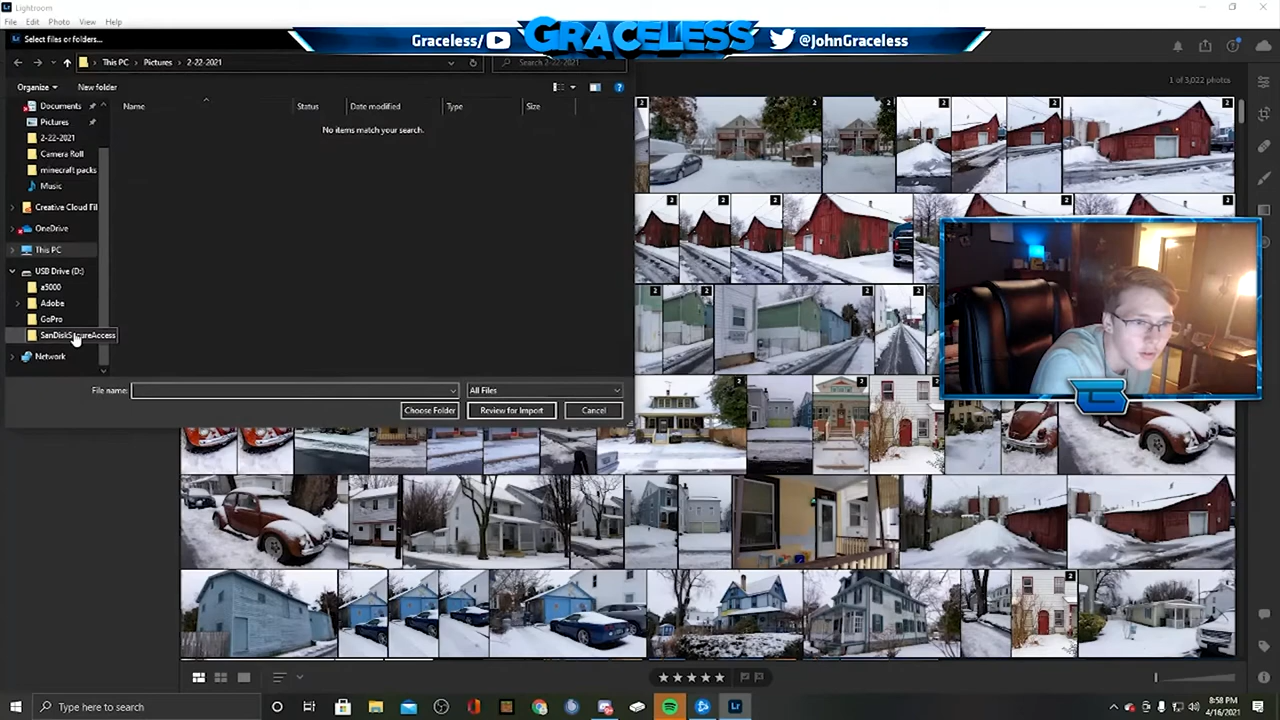 Lr Lightroom
File Edit Photo View Help
Lr Select files or folders...
Graceless/
GRACELESS
@JohnGraceless
This PC > Pictures > 2-22-2021
Search 2-22-2021
Organize
New folder
1 of 3,022 photos
Name Status Date modified Type Size
No items match your search.
Documents
Pictures
2-22-2021
Camera Roll
minecraft packs
Music
Creative Cloud Fil
OneDrive
This PC
USB Drive (D:)
a5000
Adobe
GoPro
SanDiskSecureAccess
Network
File name:
All Files
Choose Folder
Review for Import
Cancel
Type here to search
Lr
8:58 PM
4/16/2021